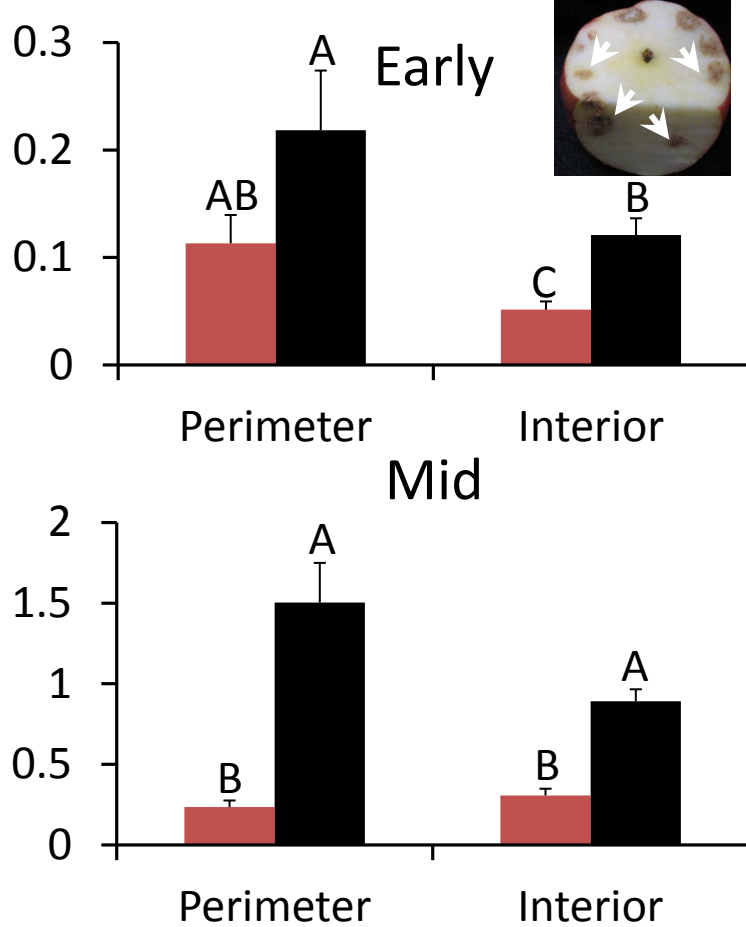 0.3
A
Early
0.2
AB
B
0.1
C
0
Perimeter Interior
Mid
2
A
1.5
1
A
0.5
B B
0
Perimeter Interior